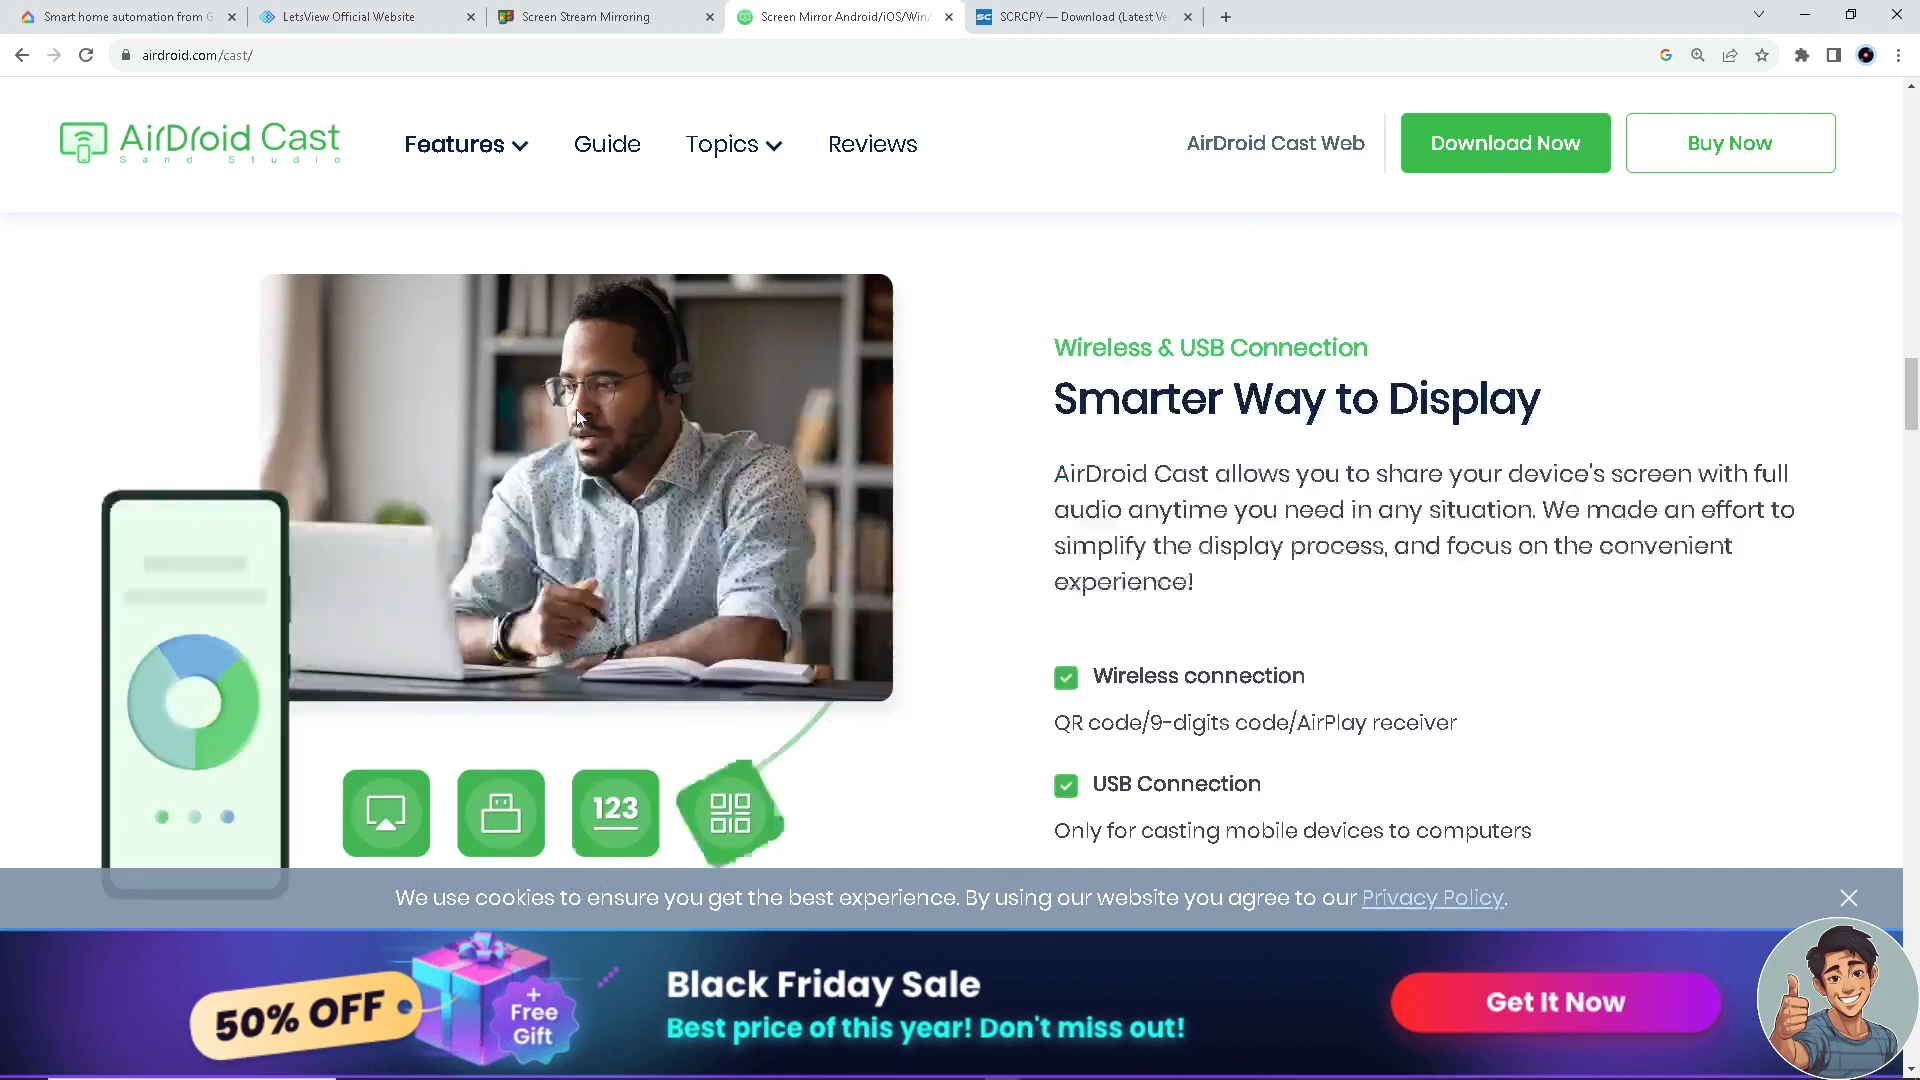 Smart home automation from G
LetsView Official Website
Screen Stream Mirroring
Screen Mirror Android/iOS/Win/
SCRCPY — Download (Latest Ve
airdroid.com/cast/
AirDroid Cast
Sand Studio
Features
Guide
Topics
Reviews
AirDroid Cast Web
Download Now
Buy Now
Wireless & USB Connection
Smarter Way to Display
AirDroid Cast allows you to share your device's screen with full
audio anytime you need in any situation. We made an effort to
simplify the display process, and focus on the convenient
experience!
Wireless connection
QR code/9-digits code/AirPlay receiver
USB Connection
Only for casting mobile devices to computers
123
We use cookies to ensure you get the best experience. By using our website you agree to our Privacy Policy.
50% OFF
+
Free
Gift
Black Friday Sale
Best price of this year! Don't miss out!
Get It Now